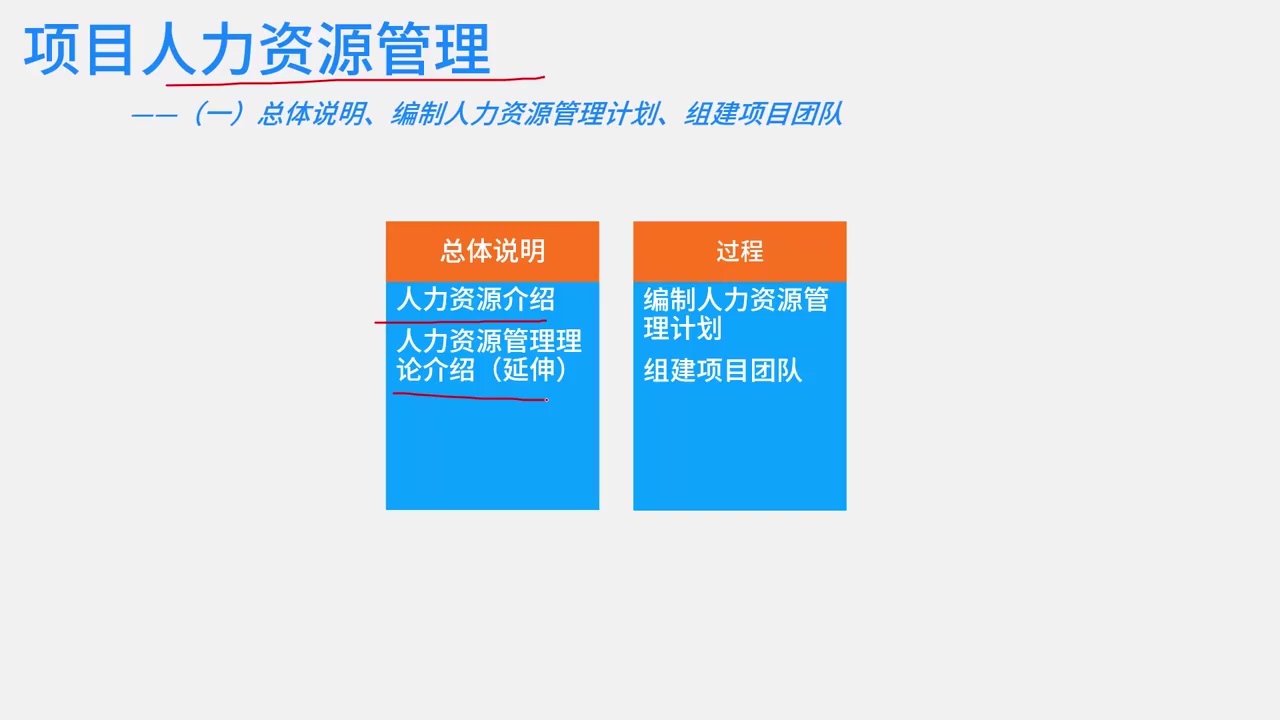 项目人力资源管理
——（一）总体说明、编制人力资源管理计划、组建项目团队
总体说明
人力资源介绍
人力资源管理理
论介绍（延伸）
过程
编制人力资源管
理计划
组建项目团队